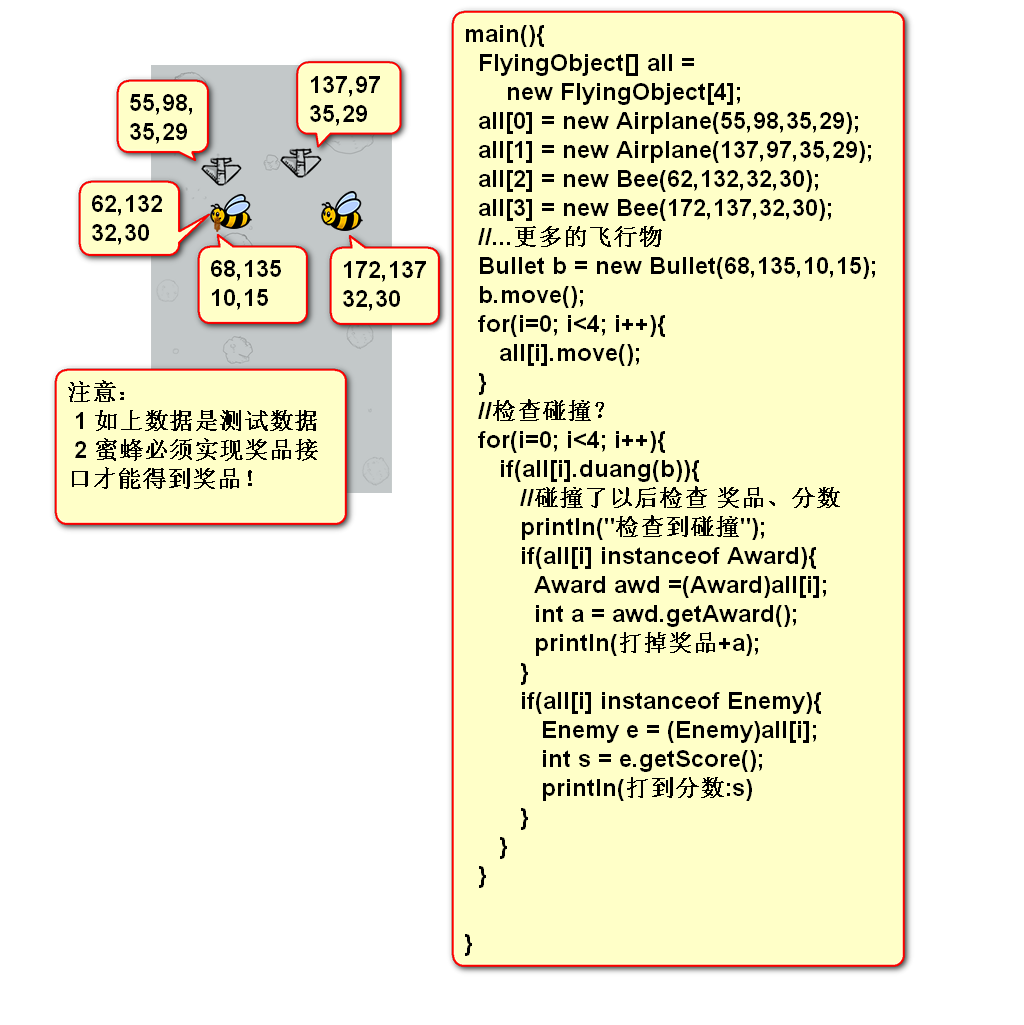 55,98,
35,29
137,97
35,29
62,132
32,30
68,135
10,15
172,137
32,30
注意：
1 如上数据是测试数据
2 蜜蜂必须实现奖品接
口才能得到奖品！
main(){
FlyingObject[] all =
new FlyingObject[4];
all[0] = new Airplane(55,98,35,29);
all[1] = new Airplane(137,97,35,29);
all[2] = new Bee(62,132,32,30);
all[3] = new Bee(172,137,32,30);
//...更多的飞行物
Bullet b = new Bullet(68,135,10,15);
b.move();
for(i=0; i<4; i++){
all[i].move();
}
//检查碰撞？
for(i=0; i<4; i++){
if(all[i].duang(b)){
//碰撞了以后检查 奖品、分数
println("检查到碰撞");
if(all[i] instanceof Award){
Award awd =(Award)all[i];
int a = awd.getAward();
println(打掉奖品+a);
}
if(all[i] instanceof Enemy){
Enemy e = (Enemy)all[i];
int s = e.getScore();
println(打到分数:s)
}
}
}
}